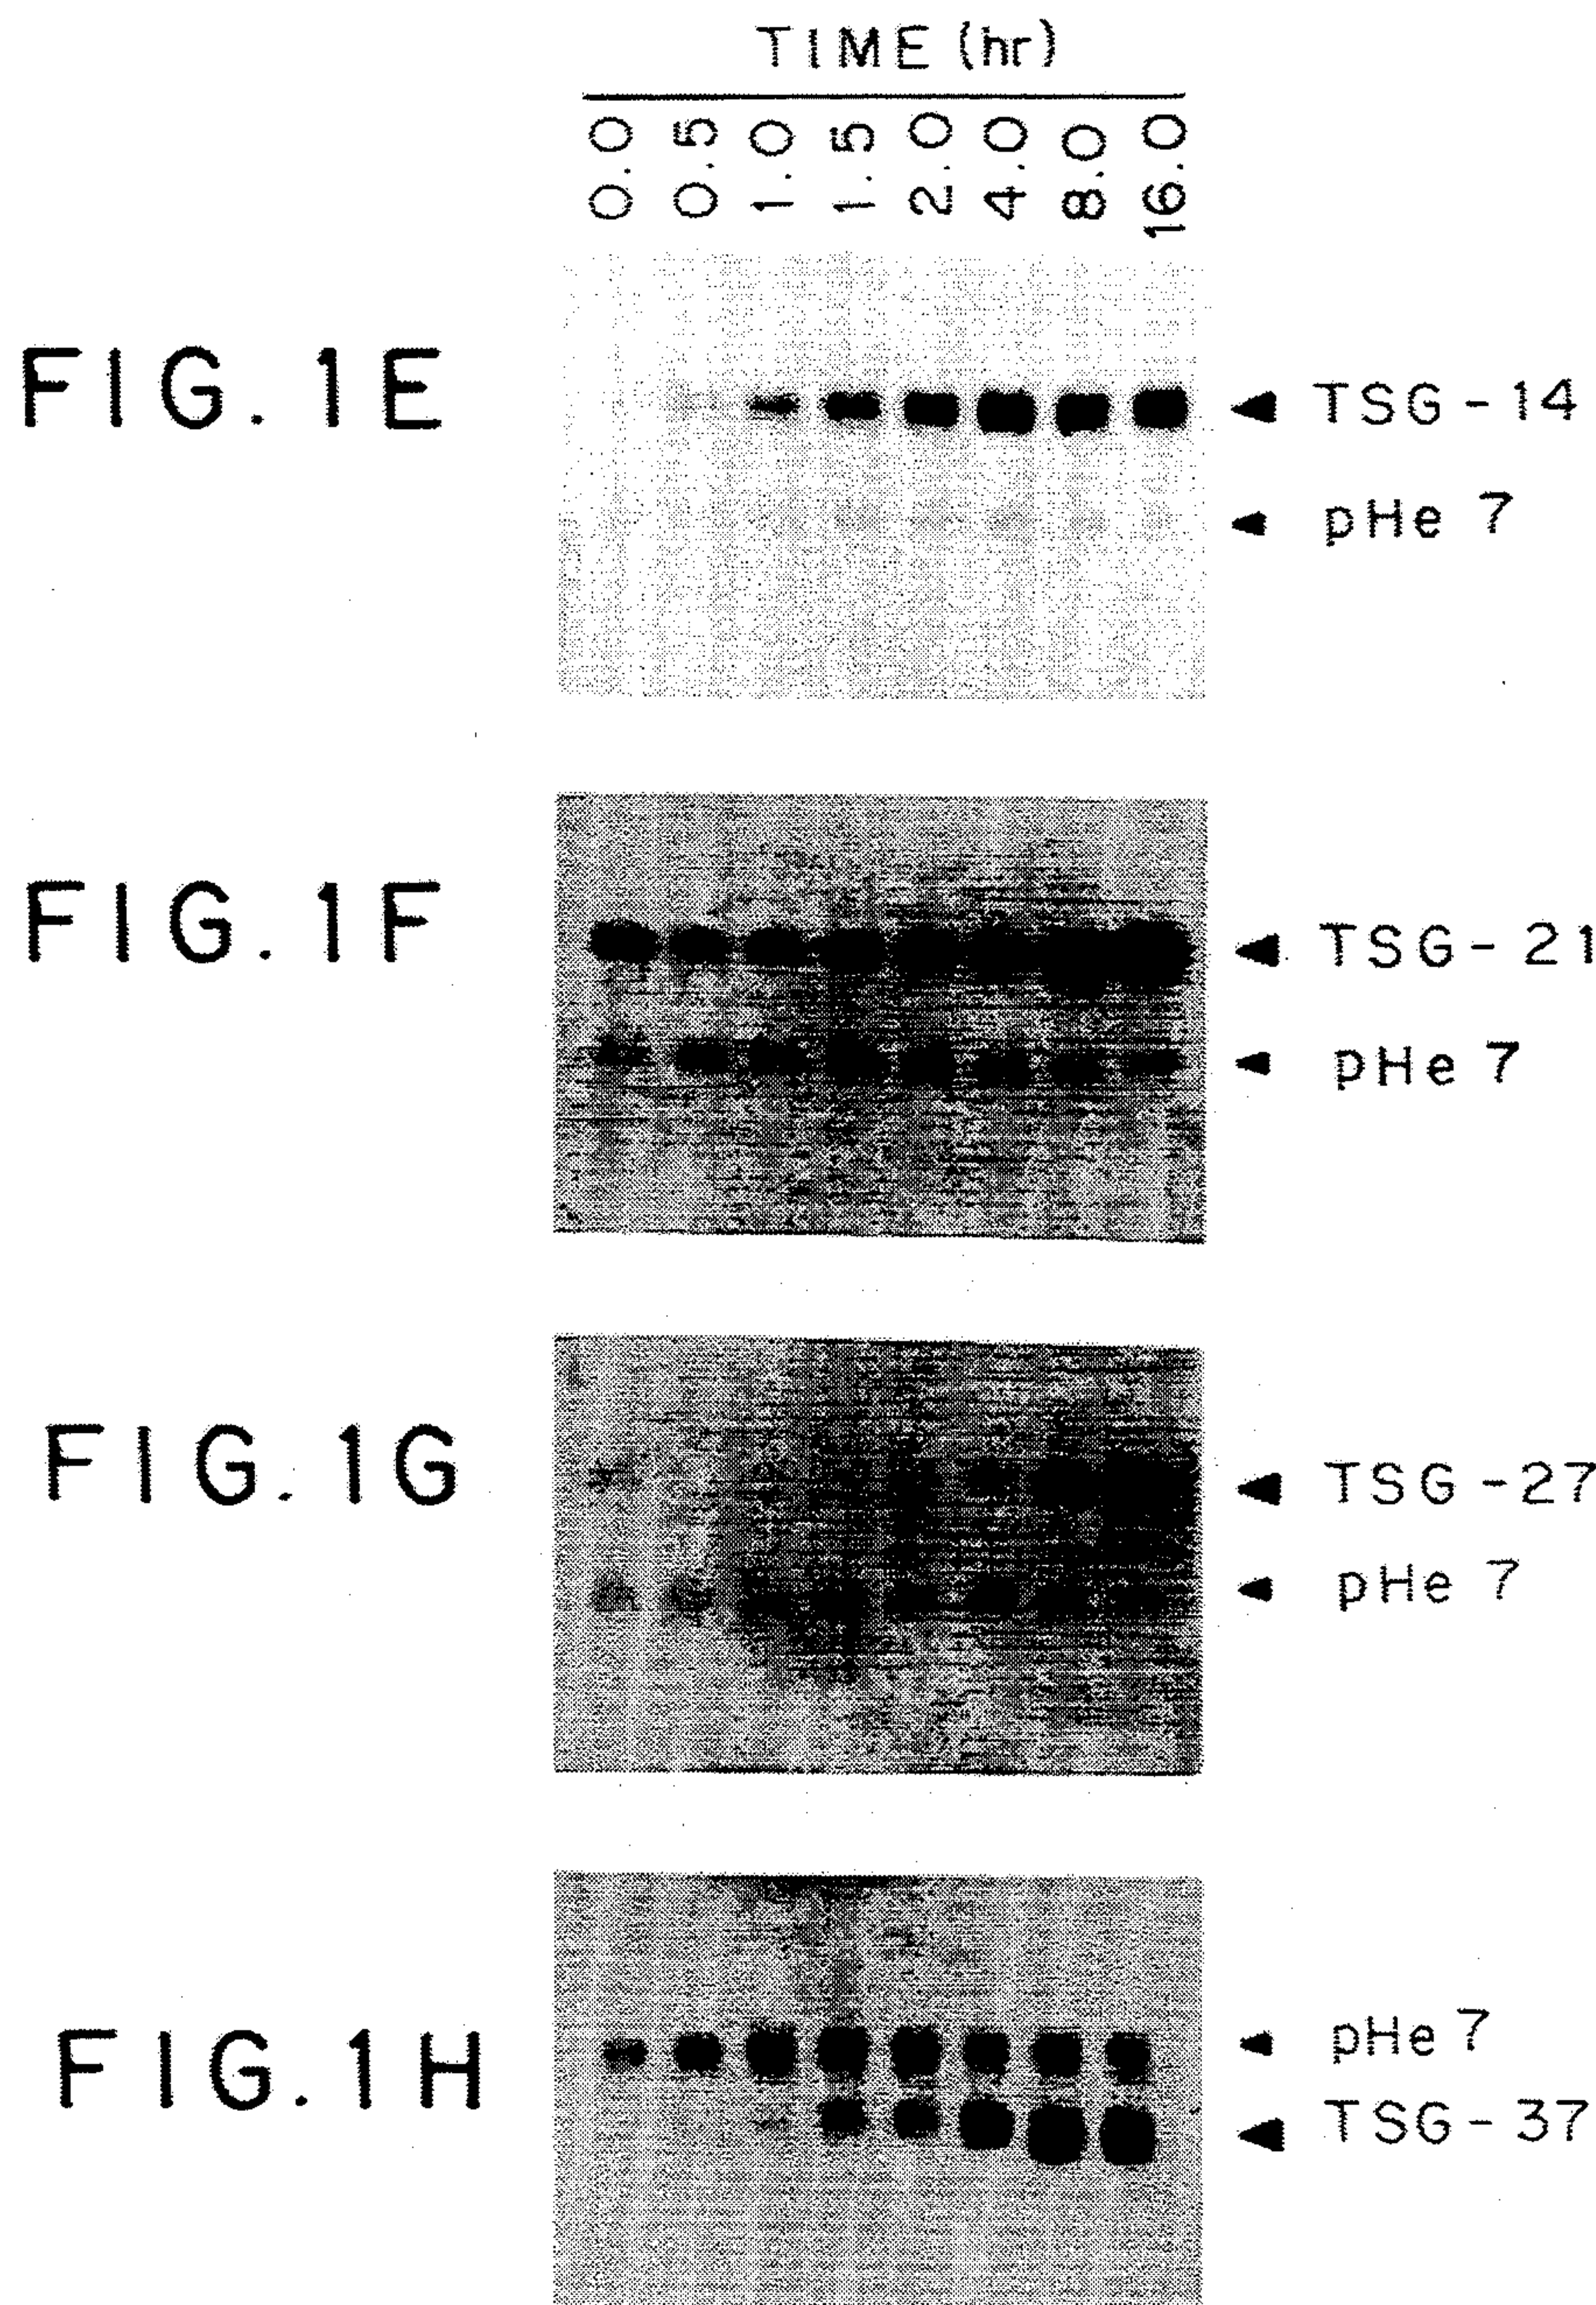 TIME (hr)
0.0 0.5 1.0 1.5 2.0 4.0 8.0 16.0
FIG. 1E
TSG-14
pHe 7
FIG. 1F
TSG-21
pHe 7
FIG. 1G
TSG-27
pHe 7
FIG. 1H
pHe 7
TSG-37